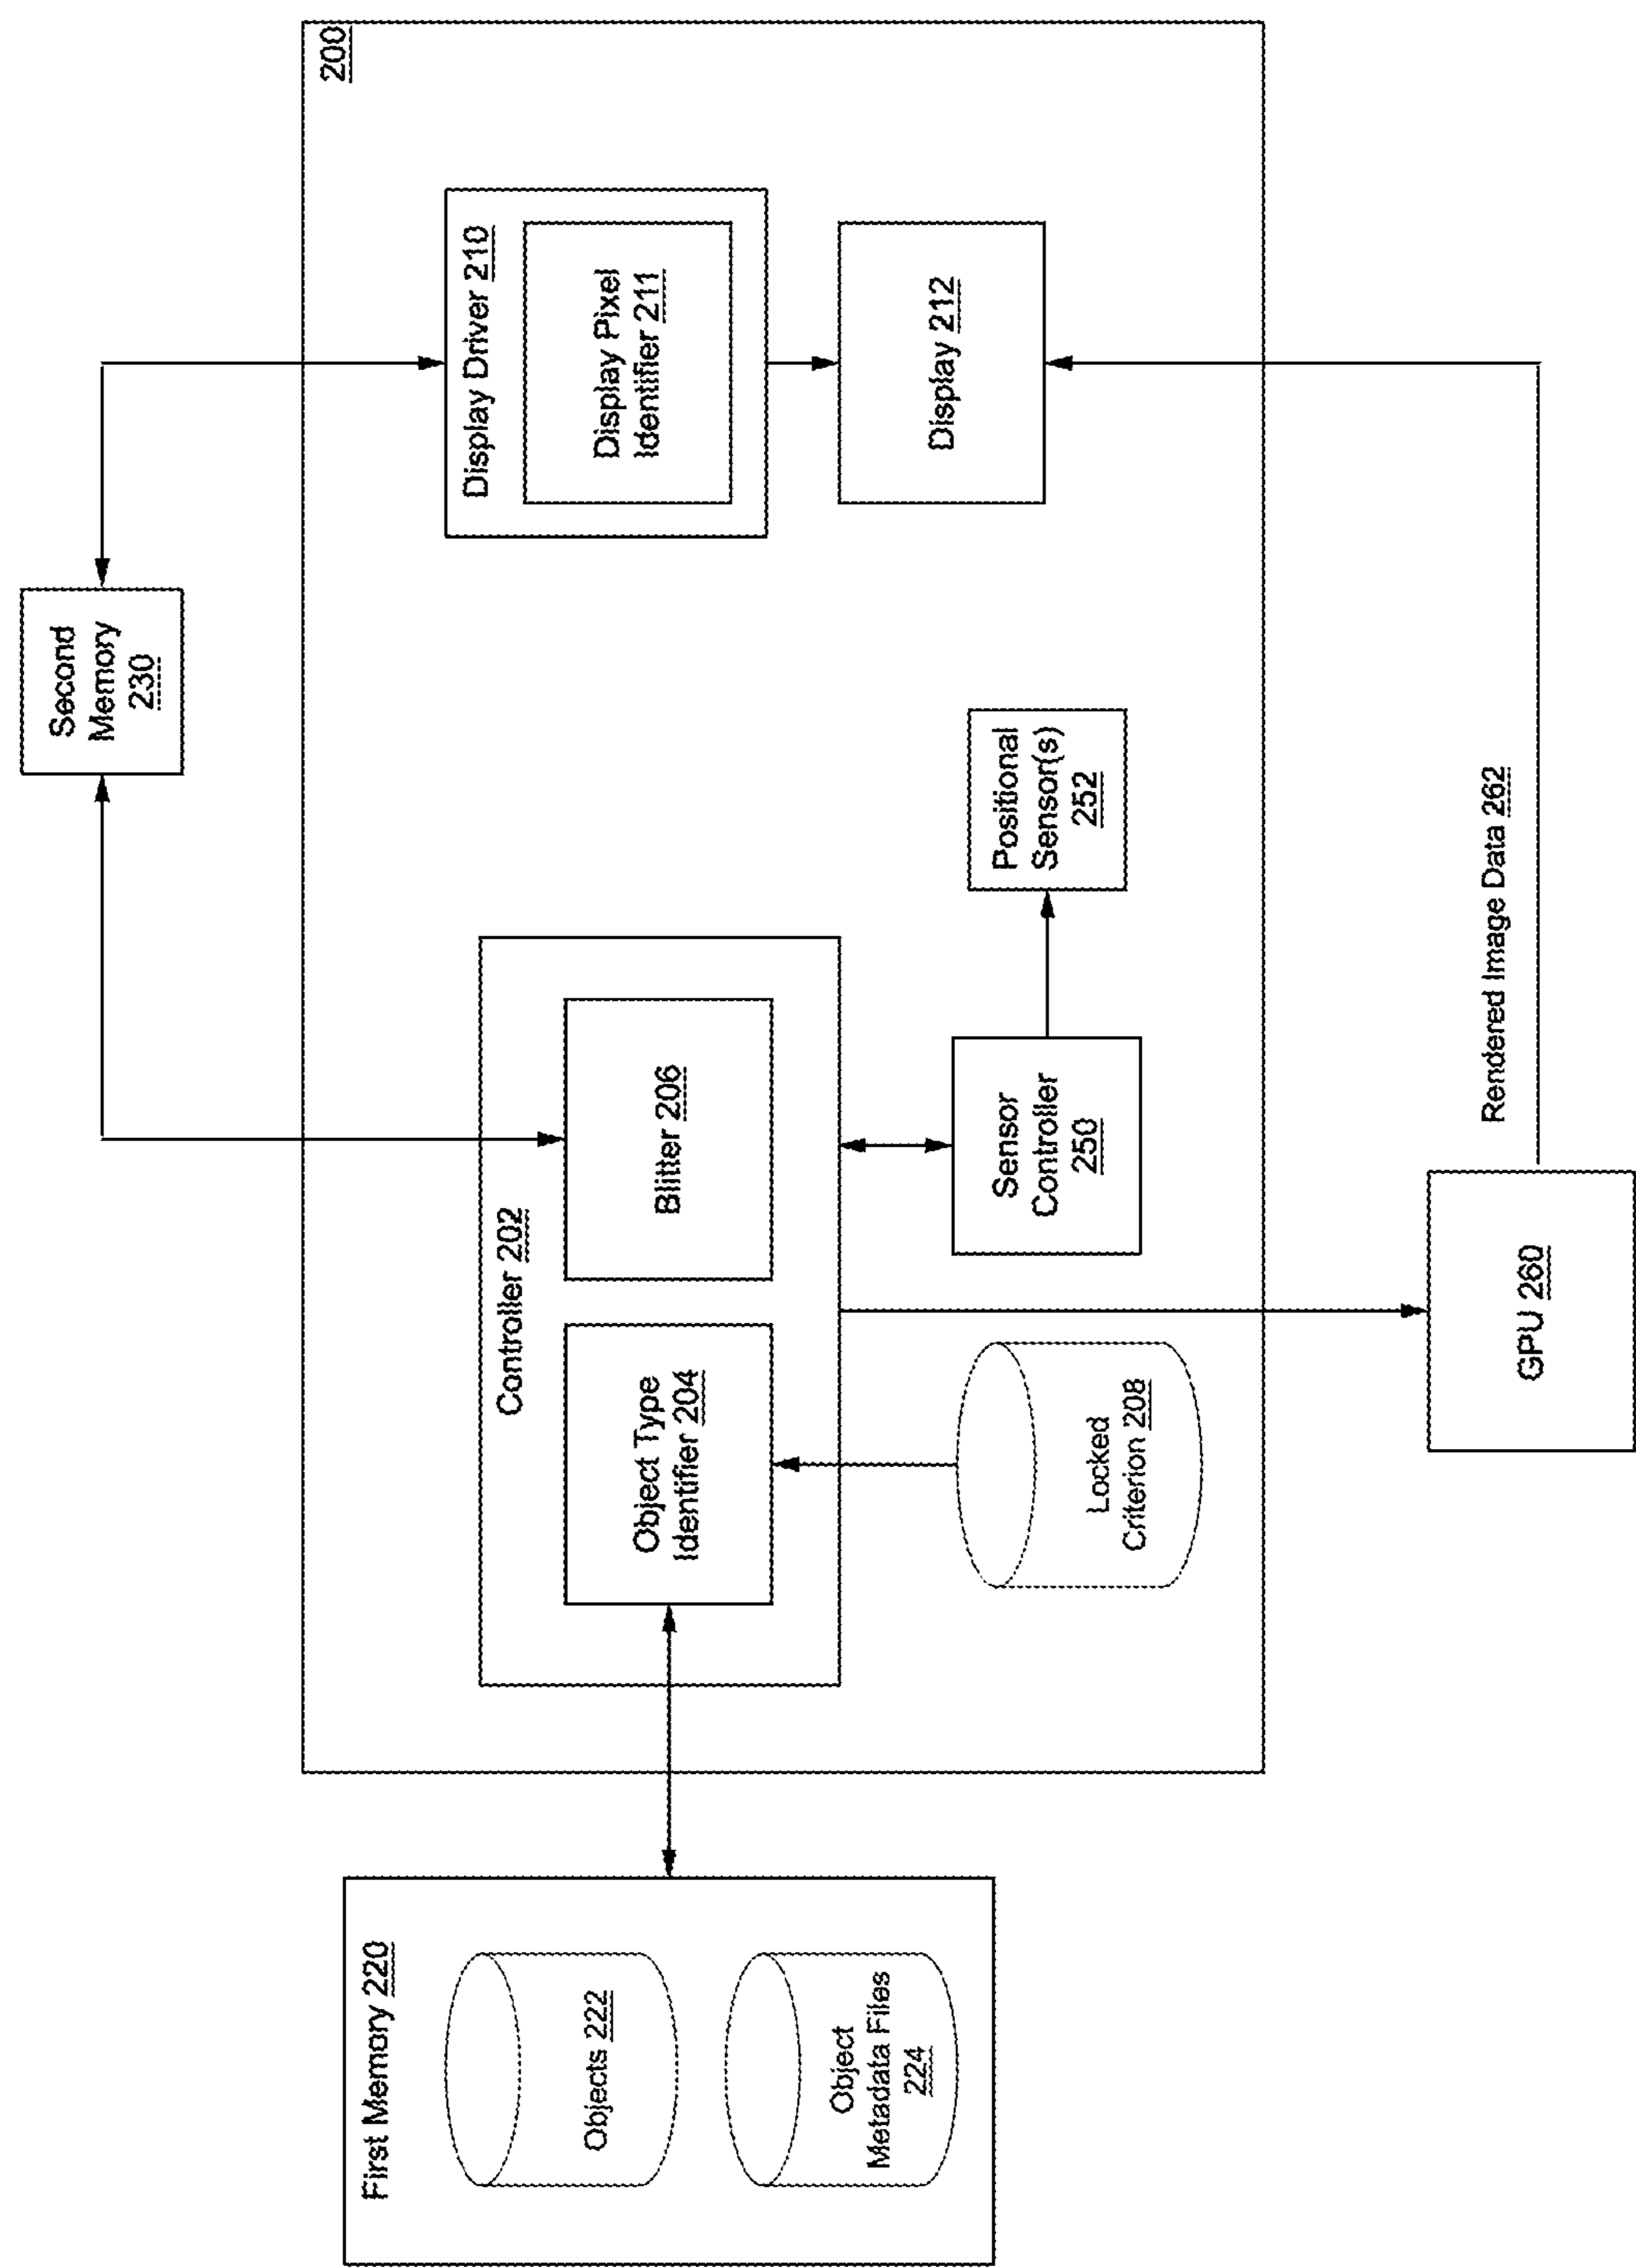 200
First Memory 220
Objects 222
Object
Metadata Files
224
Controller 202
Object Type
Identifier 204
Blitter 206
Locked
Criterion 208
Sensor
Controller
250
Positional
Sensor(s)
252
Second
Memory
230
Display Driver 210
Display Pixel
Identifier 211
Display 212
GPU 260
Rendered Image Data 262